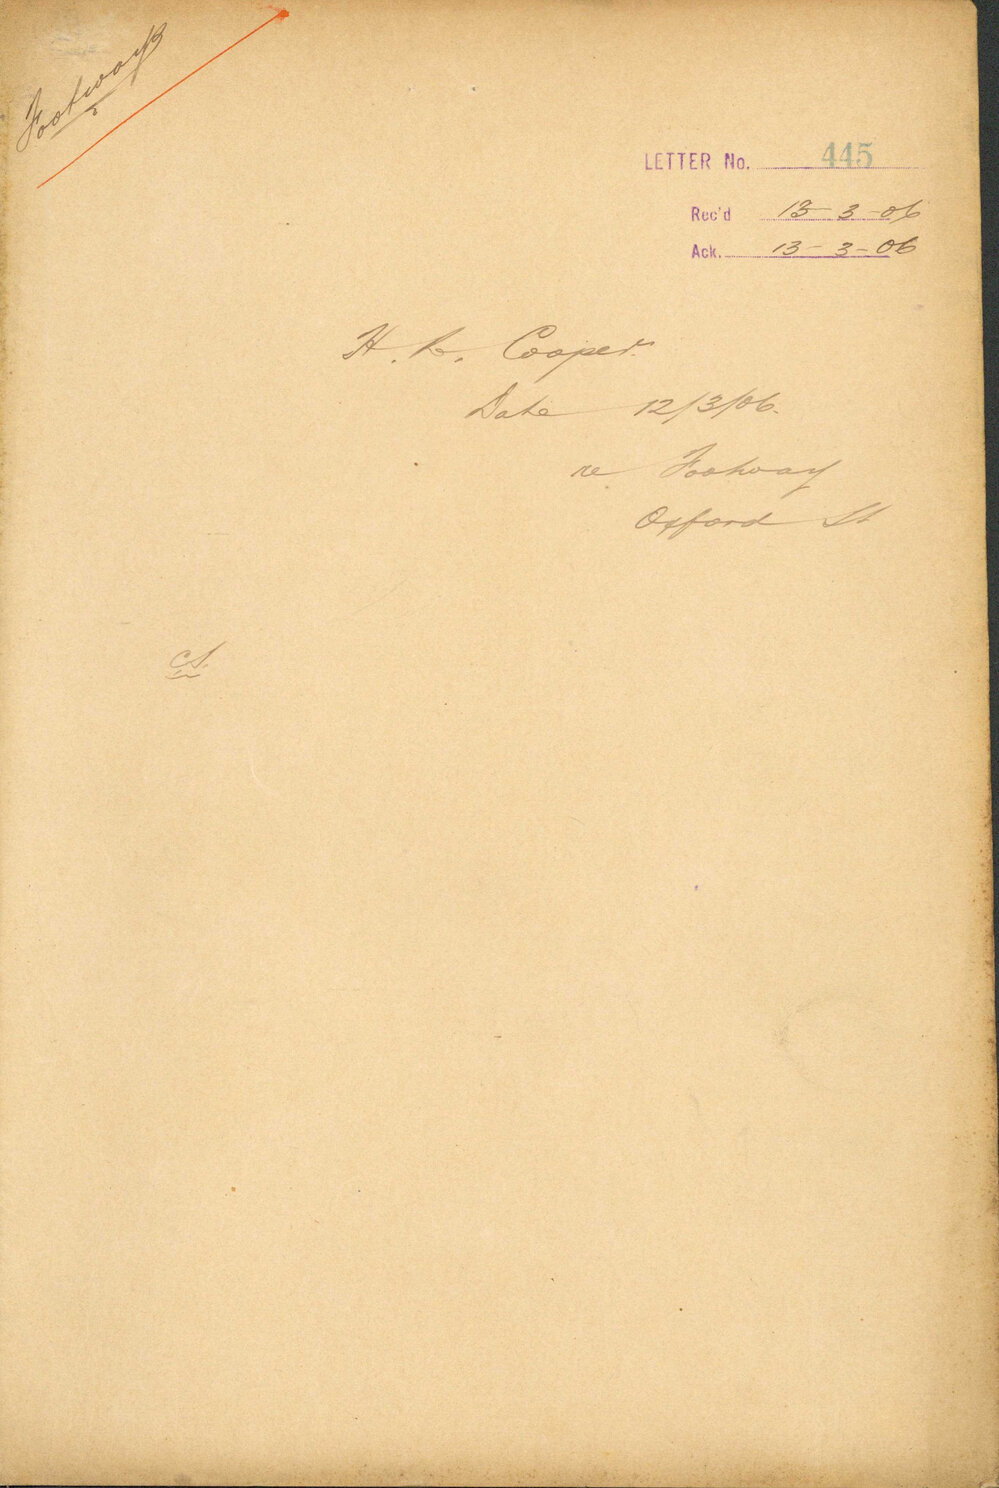 Footways
LETTER No. 445
Rec'd 13-3-06
Ack. 13-3-06
H. Cooper
Date 12/3/06.
re Footway
Oxford St